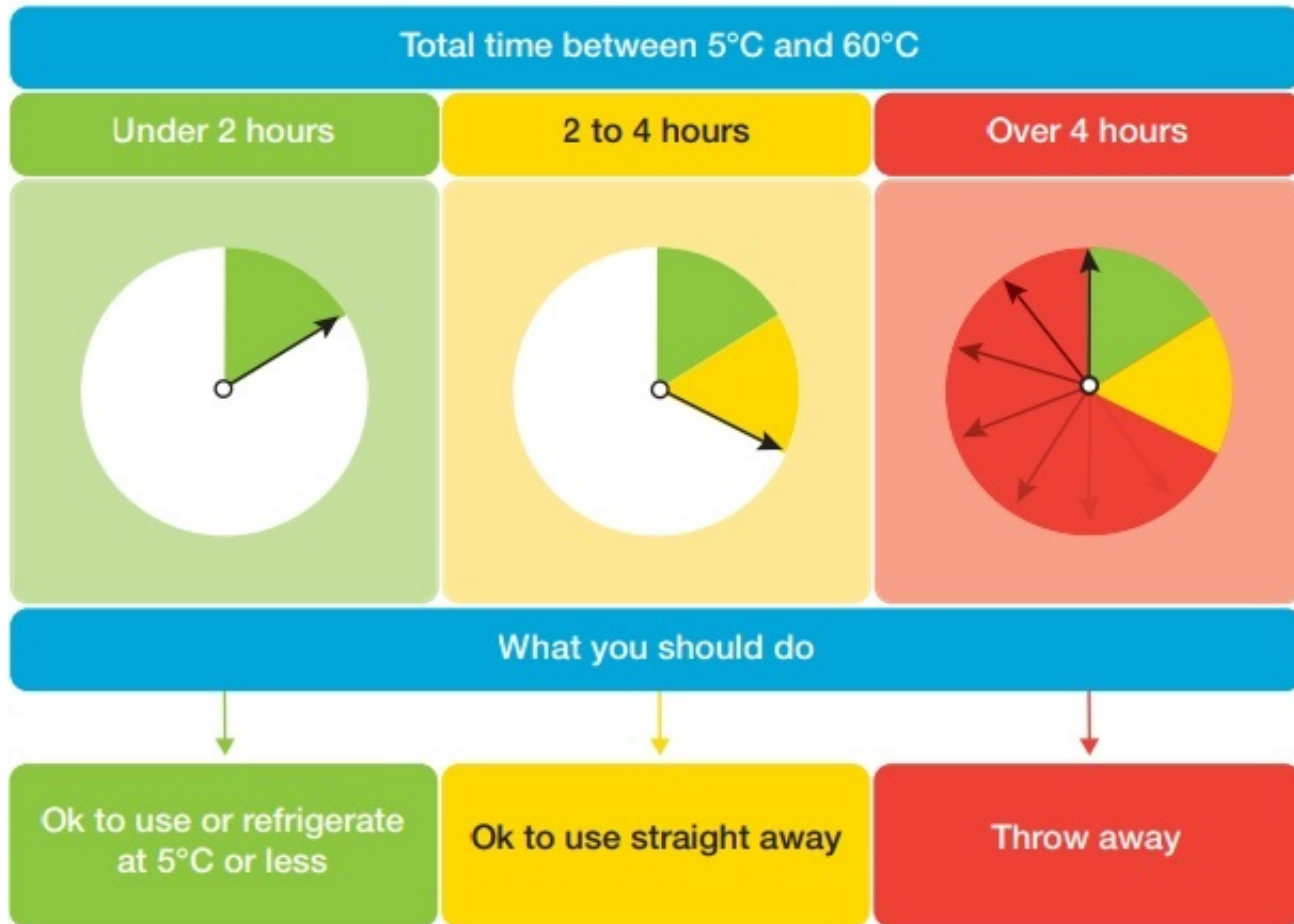 Total time between 5°C and 60°C
Under 2 hours
2 to 4 hours
Over 4 hours
What you should do
Ok to use or refrigerate
at 5°C or less
Ok to use straight away
Throw away